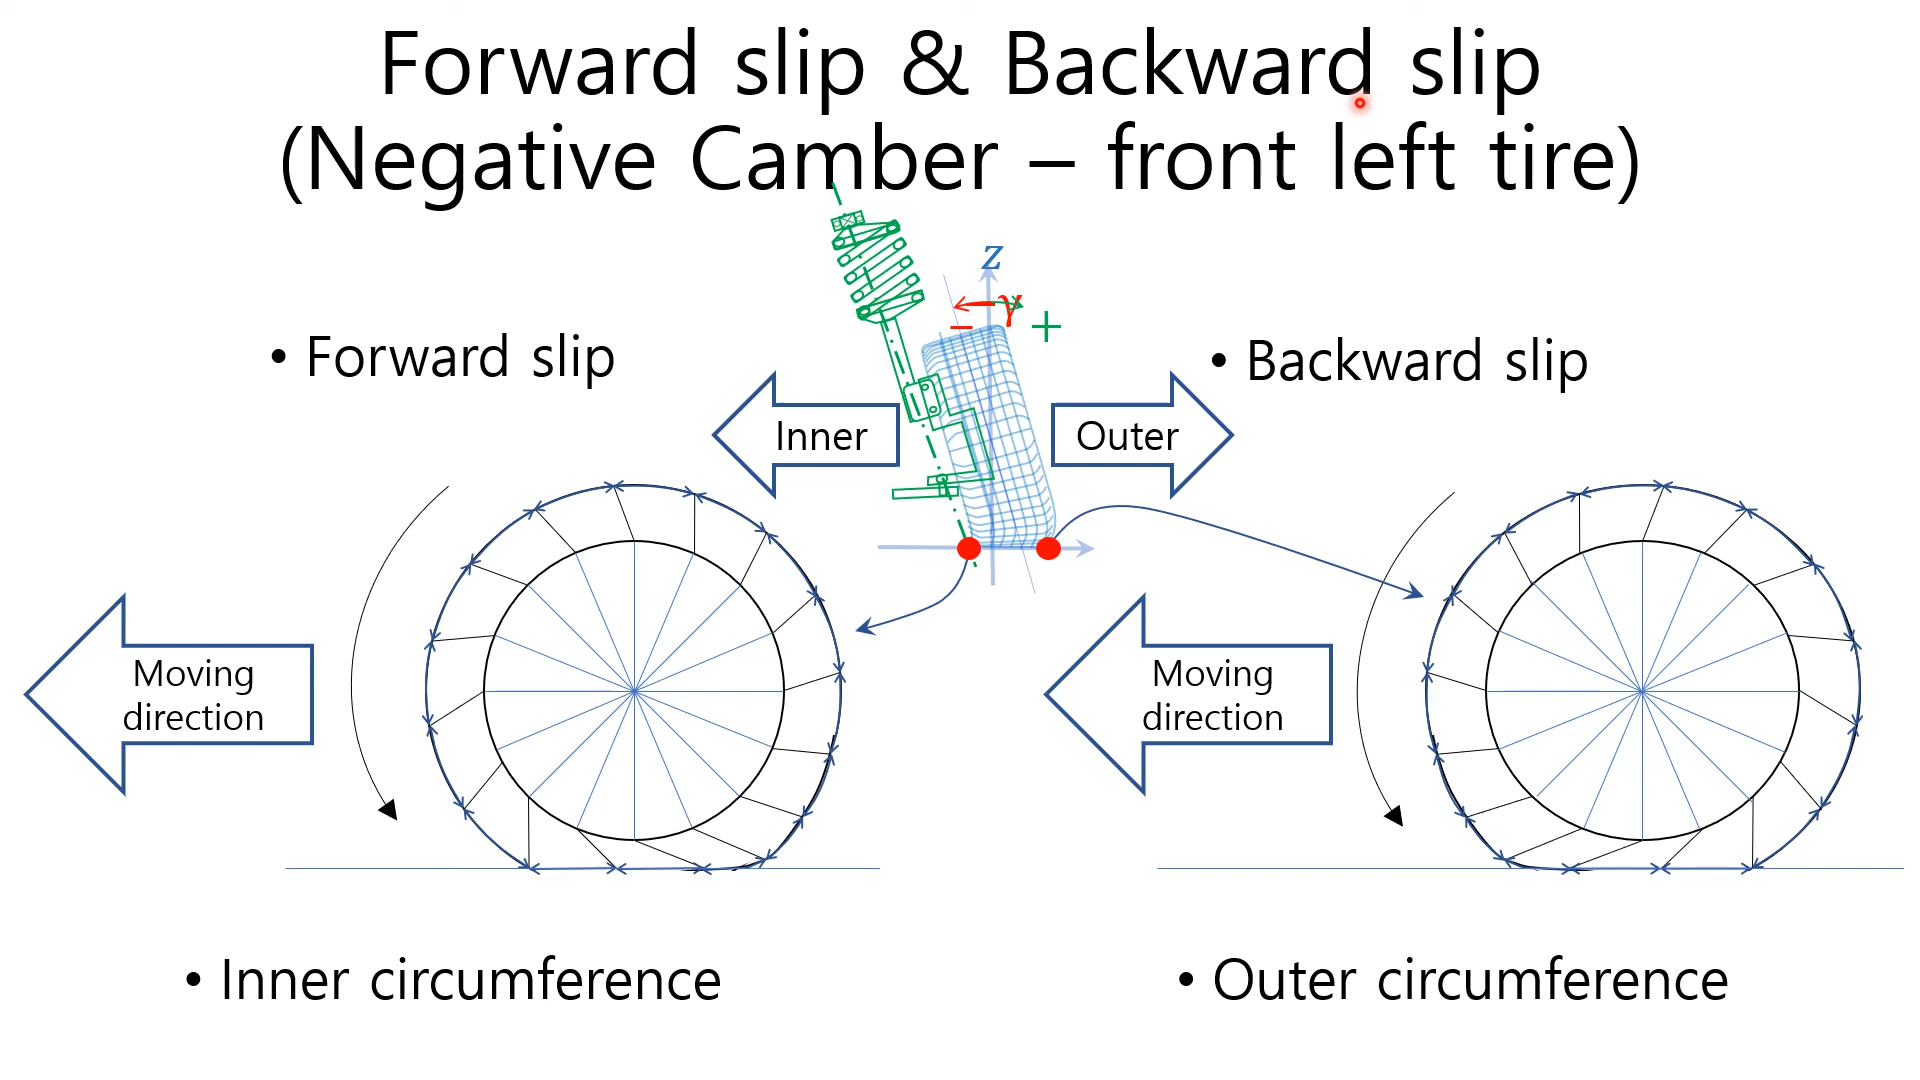 Forward slip & Backward slip
(Negative Camber – front left tire)
z
− γ +
• Forward slip
• Backward slip
Inner
Outer
Moving
direction
Moving
direction
• Inner circumference
• Outer circumference